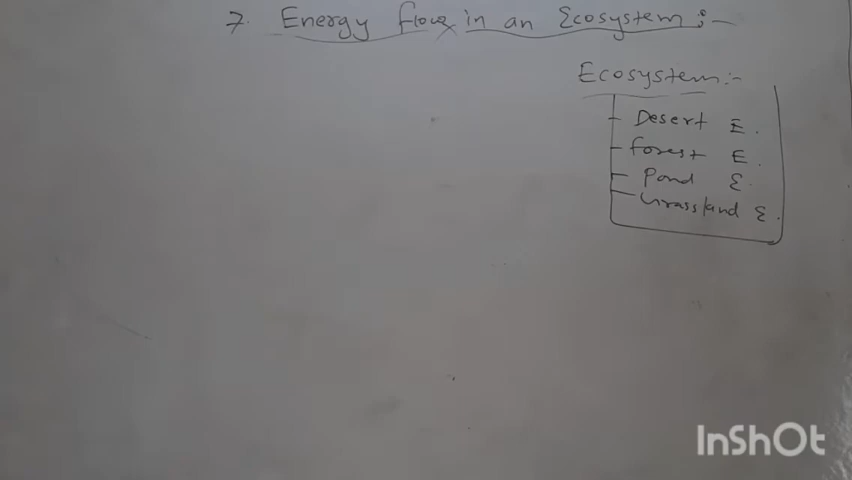 7. Energy flow in an Ecosystem :-
Ecosystem :-
Desert E.
forest E.
Pond E.
Grassland E.
InShOt